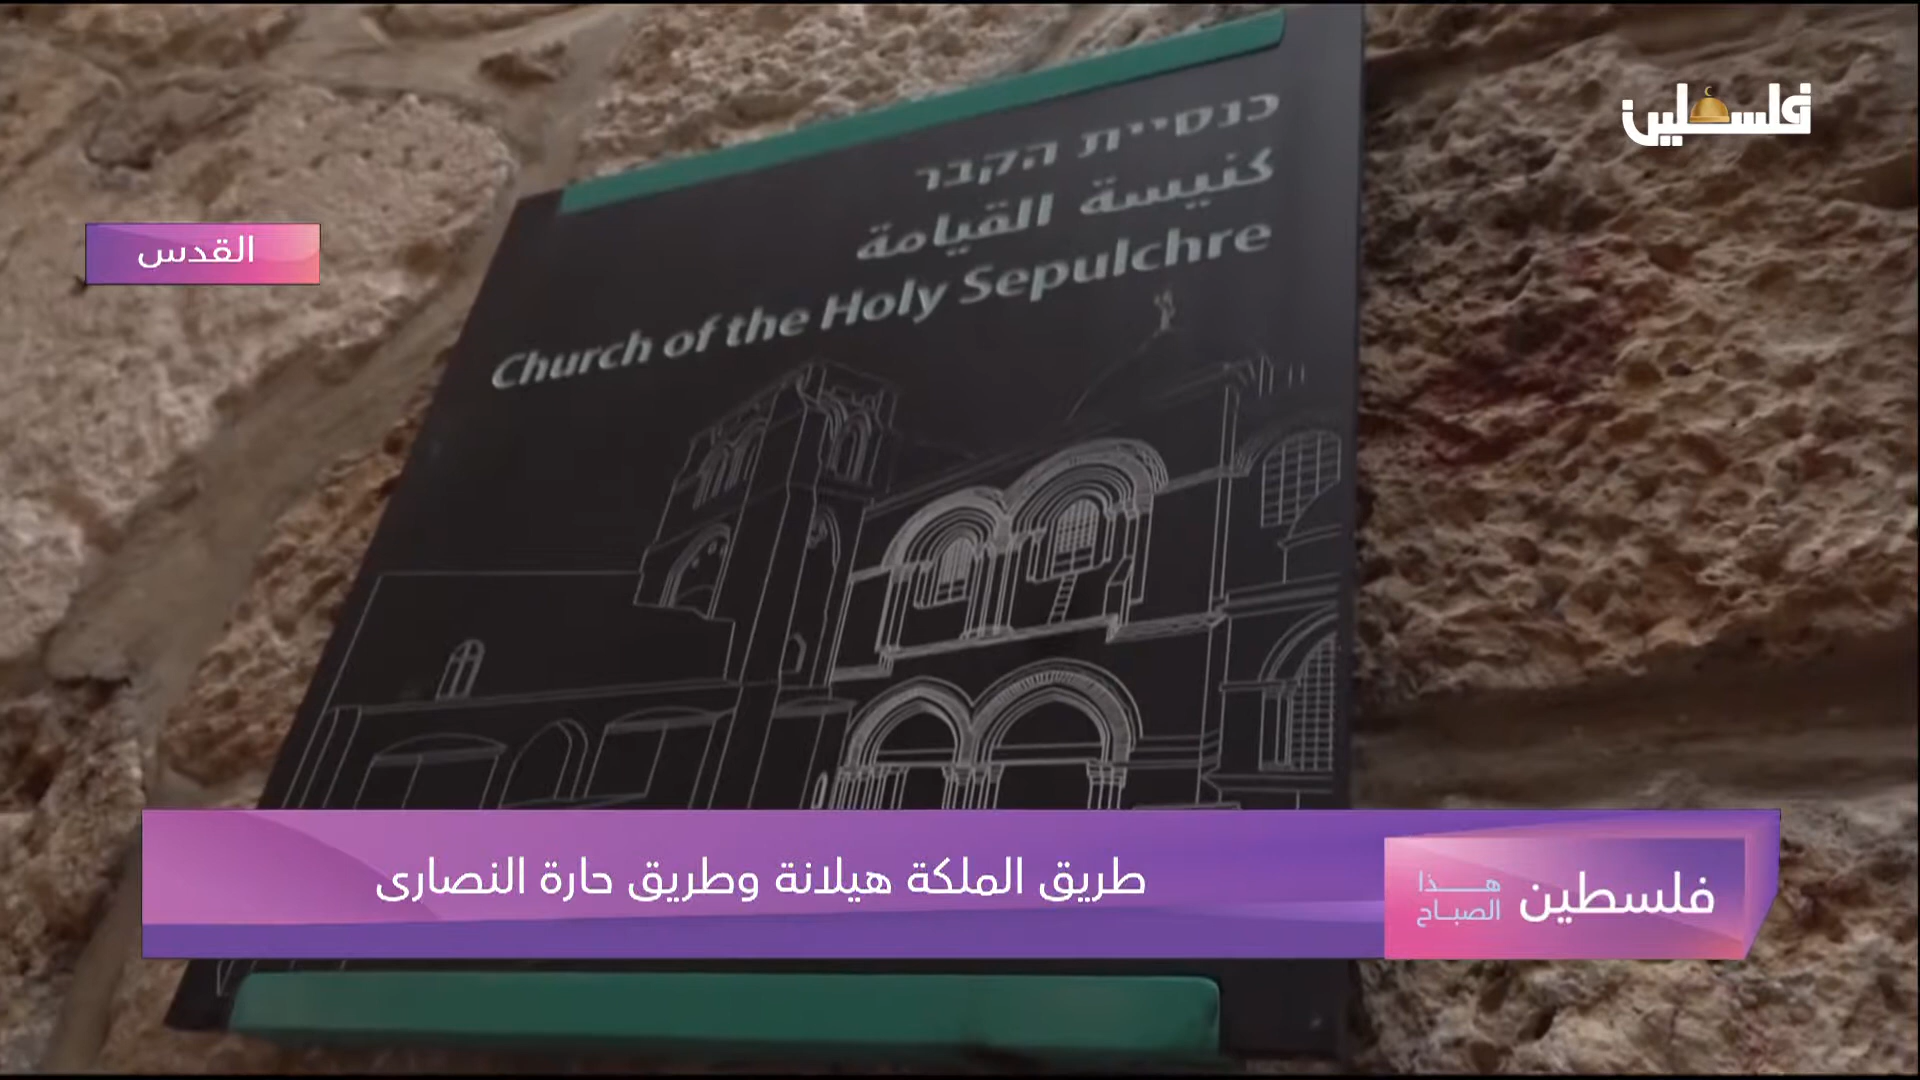 فلسطين
القدس
כנסיית הקבר
كنيسة القيامة
Church of the Holy Sepulchre
طريق الملكة هيلانة وطريق حارة النصارى
فلسطين
هذا
الصباح